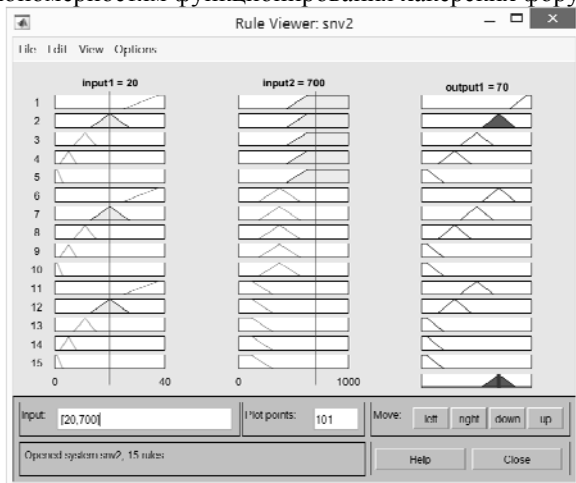 Rule Viewer: snv2
File Edit View Options
input1 = 20 input2 = 700 output1 = 70
1
2
3
4
5
6
7
8
9
10
11
12
13
14
15
0 40 0 1000
Input: [20,700] Plot points: 101 Move: left right down up
Opened system snv2, 15 rules
Help Close